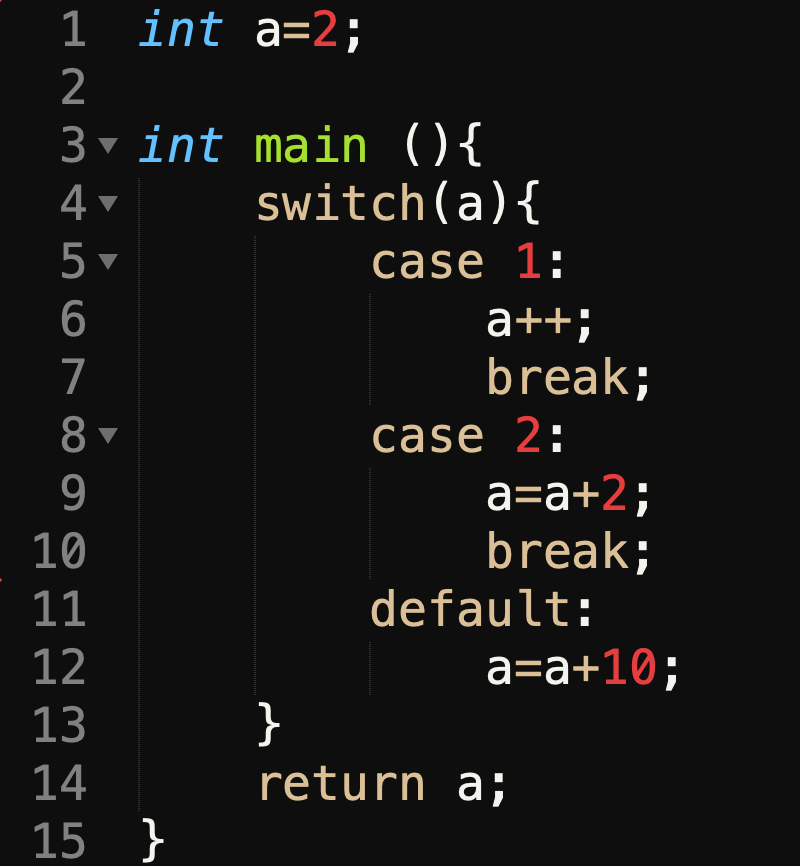 1 int a=2;
2
3 int main (){
4 switch(a){
5 case 1:
6 a++;
7 break;
8 case 2:
9 a=a+2;
10 break;
11 default:
12 a=a+10;
13 }
14 return a;
15 }